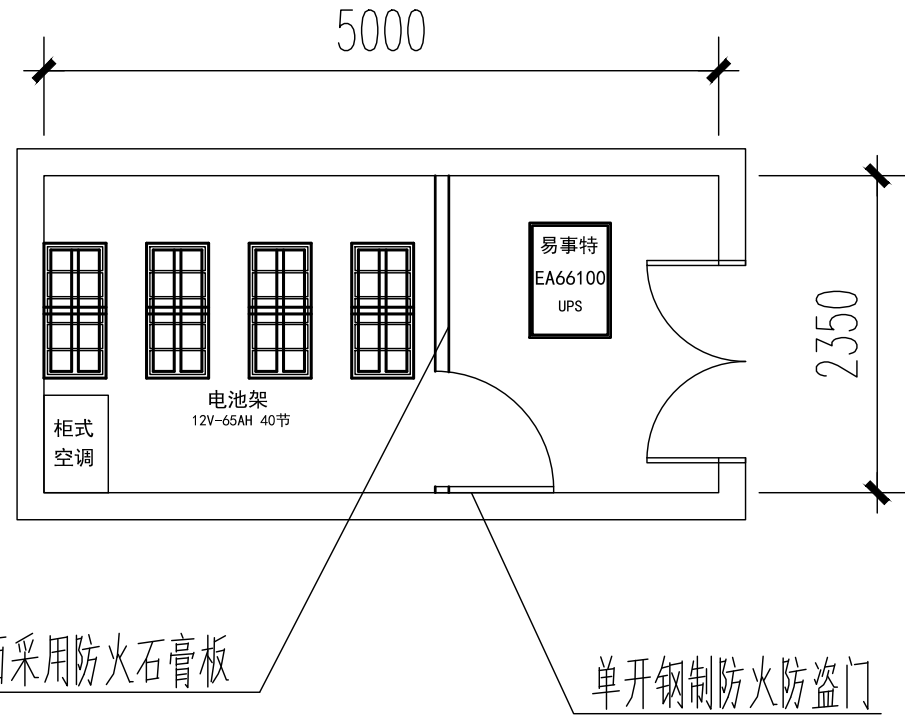 5000
易事特
EA66100
UPS
2350
电池架
12V-65AH 40节
柜式
空调
采用防火石膏板
单开钢制防火防盗门